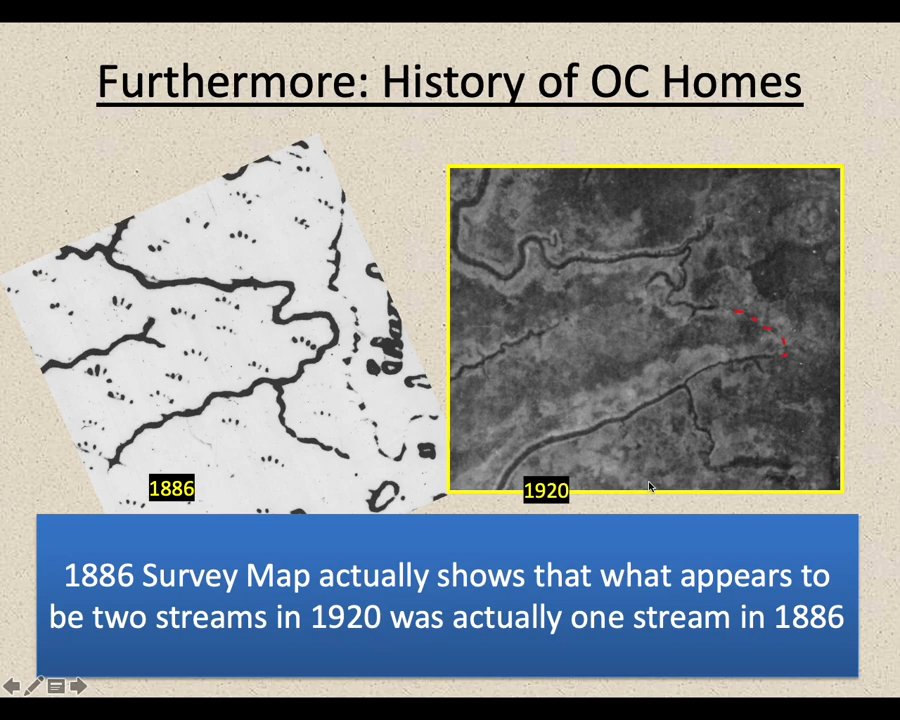 Furthermore: History of OC Homes
1886
1920
1886 Survey Map actually shows that what appears to
be two streams in 1920 was actually one stream in 1886